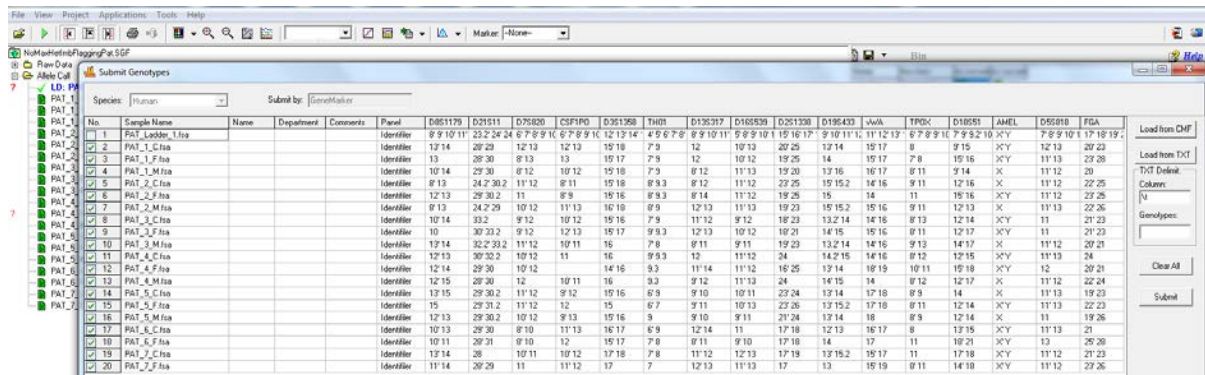 File View Project Applications Tools Help
Marker: --None--
NoMaxHetImbFlaggingPat.SGF
Bin
Help
Raw Data
Allele Call
Submit Genotypes
Species: Human Submit by: GeneMarker
No. Sample Name Name Department Comments Panel D8S1179 D21S11 D7S820 CSF1PO D3S1358 TH01 D13S317 D16S539 D2S1338 D19S433 vWA TPOX D18S51 AMEL D5S818 FGA
1 PAT_Ladder_1.fsa Identifiler
2 PAT_1_C.fsa Identifiler 13'14 28'29 12'13 12'13 15'18 7'9 12 10'12 20'25 13'14 15'17 8 9'15 X'Y 12'13 20'23
3 PAT_1_F.fsa Identifiler 13 28'30 8'13 13 15'17 7'9 12 10'12 19'25 14 15'17 7'8 15'16 X'Y 11'13 23'28
4 PAT_1_M.fsa Identifiler 10'14 29'30 8'12 10'12 15'18 7'9 8'12 11'13 19'20 13'16 16'17 8'11 9'14 X 11'12 20
5 PAT_2_C.fsa Identifiler 8'13 24.2'30.2 11'12 8'11 15'18 8'9.3 8'12 11'12 23'25 15'15.2 14'16 9'11 12'16 X 11'12 22'25
6 PAT_2_F.fsa Identifiler 12'13 29'30.2 11 8'9 15'16 8'9.3 8'14 11'12 19'25 15 14 11 15'16 X'Y 11'12 23'25
7 PAT_2_M.fsa Identifiler 8'13 24.2'29 10'12 11'13 16'18 8'9 12'13 11'13 19'23 15'15.2 15'16 9'11 12'13 X 11'13 22'26
8 PAT_3_C.fsa Identifiler 10'14 33.2 9'12 10'12 15'16 7'9 11'12 9'12 18'23 13.2'14 14'16 8'13 12'14 X 11 21'23
9 PAT_3_F.fsa Identifiler 10 30'33.2 9'12 12'13 15'17 9'9.3 12'13 10'12 18'21 14'15 15'16 8'11 12'17 X'Y 11 21'23
10 PAT_3_M.fsa Identifiler 13'14 32.2'33.2 11'12 10'11 16 7'8 8'11 9'11 19'23 13.2'14 14'16 9'13 14'17 X 11'12 20'21
11 PAT_4_C.fsa Identifiler 12'13 30'32.2 10'12 11 16 9'9.3 12 11'12 24 14.2'15 14'16 8'12 12'15 X'Y 11'13 24
12 PAT_4_F.fsa Identifiler 12'14 29'30 10'12 14'16 9.3 11'14 11'12 16'25 13'14 18'19 10'11 15'18 X'Y 12 20'21
13 PAT_4_M.fsa Identifiler 12'15 28'30 12 10'11 16 9.3 9'12 11'13 24 14'15 14 8'12 12'17 X 11'12 22'24
14 PAT_5_C.fsa Identifiler 13'15 29'30.2 11'12 9'12 15'16 6'9 9'10 10'11 23'24 13'14 17'18 8'9 14 X 11'13 19'23
15 PAT_5_F.fsa Identifiler 15 29'31.2 11'12 12 15 6'7 9'11 10'13 23'26 13'15.2 17'18 8'11 12'14 X'Y 11'13 22'23
16 PAT_5_M.fsa Identifiler 12'13 29'30.2 10'12 9'13 15'16 9 9'10 9'11 21'24 13'14 18 8'9 12'14 X 11 19'26
17 PAT_6_C.fsa Identifiler 10'13 29'30 8'10 11'13 16'17 6'9 12'14 11 17'18 12'13 16'17 8 13'15 X'Y 11'13 21
18 PAT_6_F.fsa Identifiler 10'11 28'31 8'10 12 15'17 7'8 8'11 9'10 17'18 14 17 11 18'21 X'Y 13 25'28
19 PAT_7_C.fsa Identifiler 13'14 28 10'11 10'12 17'18 7'8 11'12 12'13 17'19 13'15.2 15'17 11 17'18 X'Y 11'12 21'23
20 PAT_7_F.fsa Identifiler 11'14 28'29 11 11'12 17 7 12'13 11'13 17 13 15'19 8'11 14'18 X'Y 11'12 23'26
Load from CMF
Load from TXT
TXT Delimit.
Column:
\t
Genotypes:
Clear All
Submit